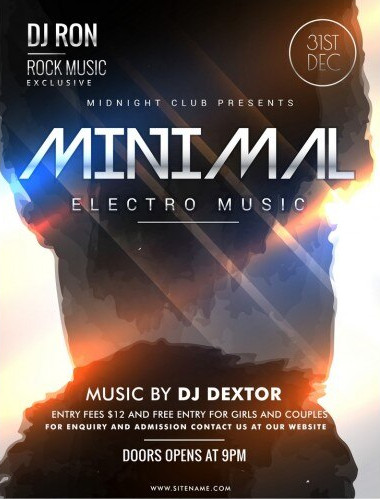 DJ RON
ROCK MUSIC
EXCLUSIVE
31ST
DEC
MIDNIGHT CLUB PRESENTS
MINIMAL
ELECTRO MUSIC
MUSIC BY DJ DEXTOR
ENTRY FEES $12 AND FREE ENTRY FOR GIRLS AND COUPLES
FOR ENQUIRY AND ADMISSION CONTACT US AT OUR WEBSITE
DOORS OPENS AT 9PM
WWW.SITENAME.COM